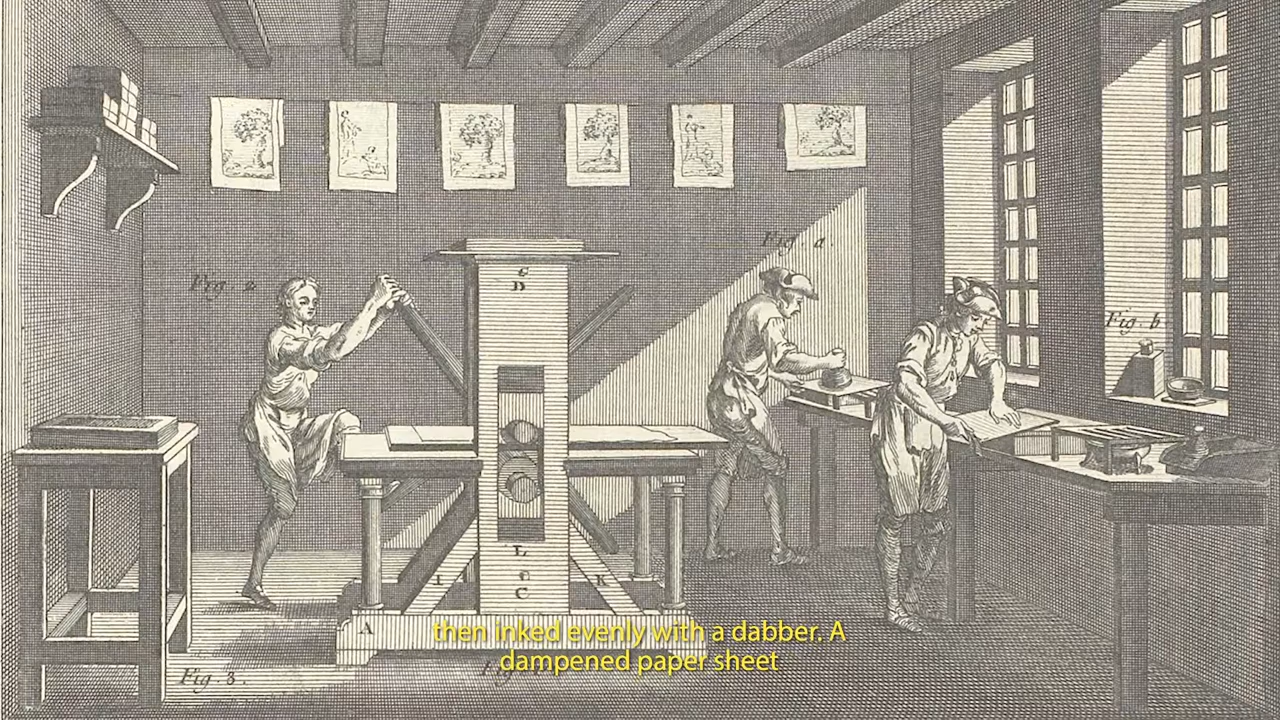 Fig. a.
Fig. 2
C
D
Fig. b
L
I
K
C
A
then inked evenly with a dabber. A
dampened paper sheet
Fig. 3.